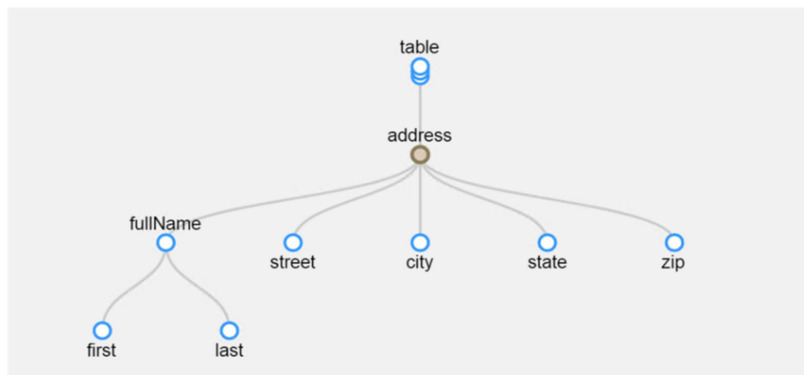 table
address
fullName
street city state zip
first last